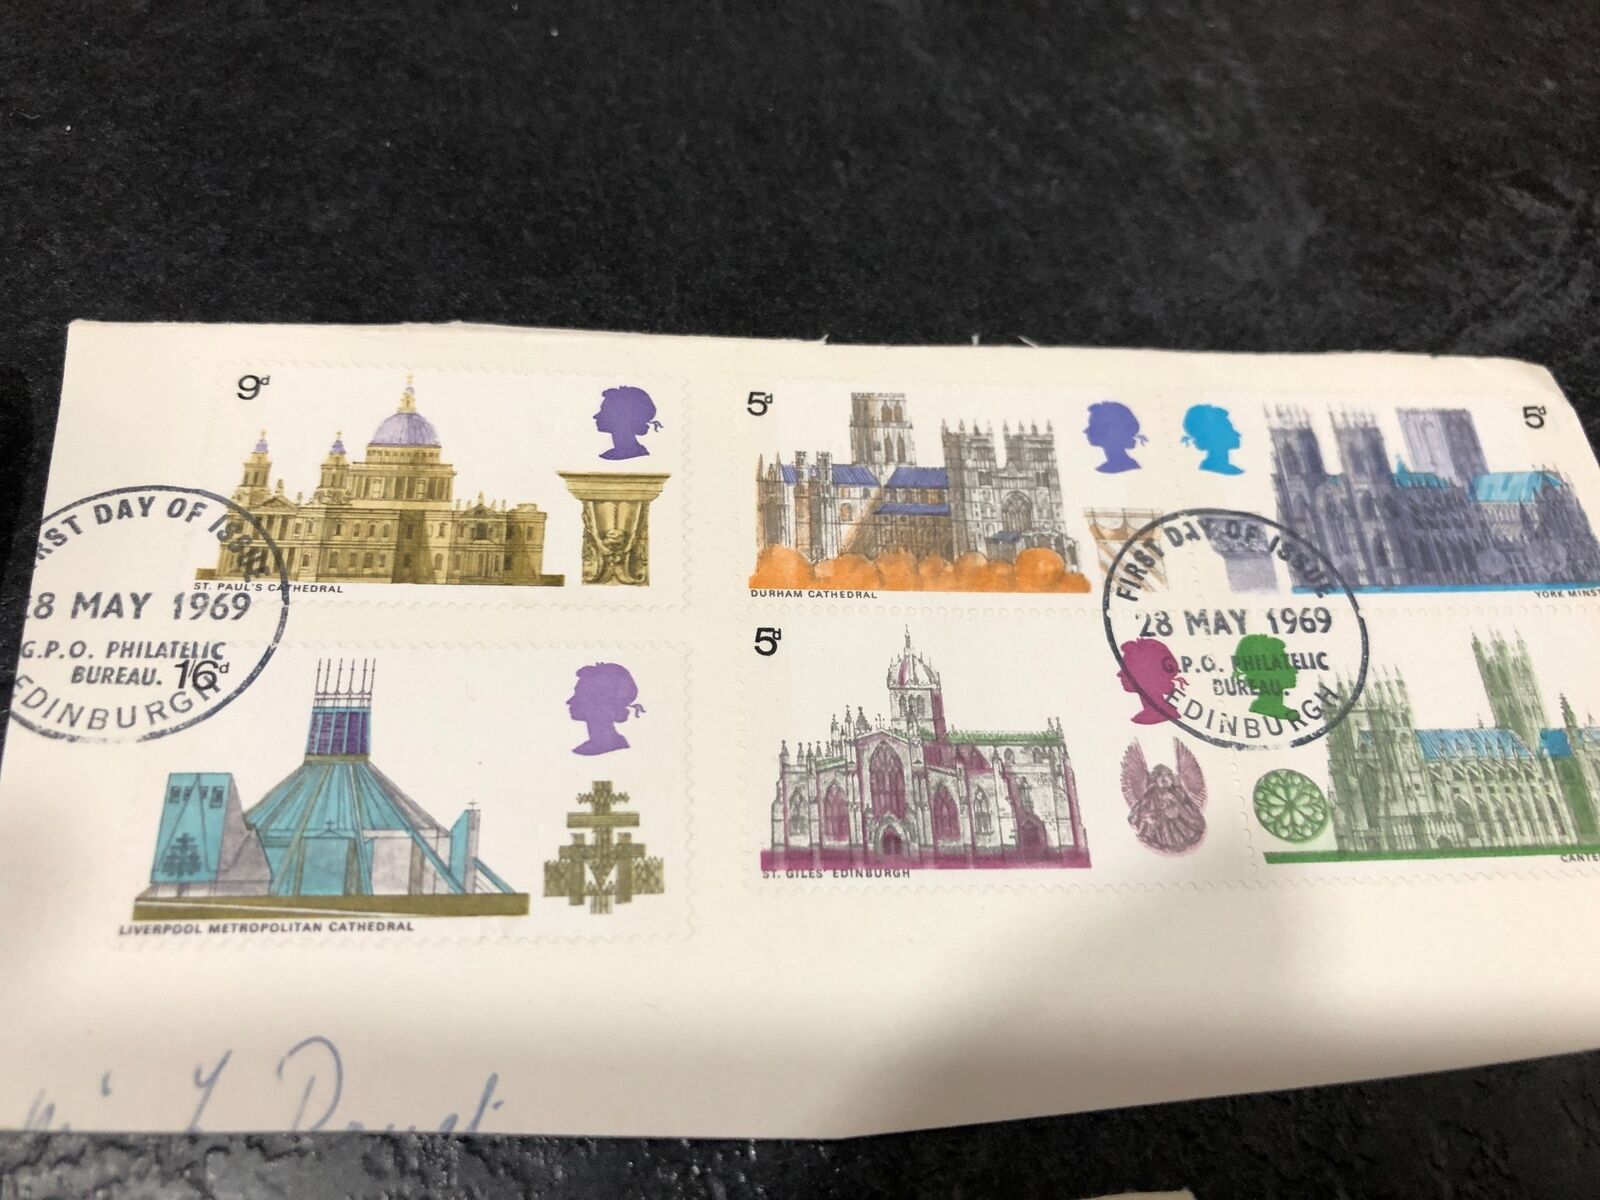 9d
ST. PAUL'S CATHEDRAL
5d
DURHAM CATHEDRAL
5d
YORK MINST
FIRST DAY OF ISSUE
28 MAY 1969
G.P.O. PHILATELIC
BUREAU.
EDINBURGH
1'6d
LIVERPOOL METROPOLITAN CATHEDRAL
5d
ST. GILES' EDINBURGH
FIRST DAY OF ISSUE
28 MAY 1969
G.P.O. PHILATELIC
BUREAU.
EDINBURGH
CANTE